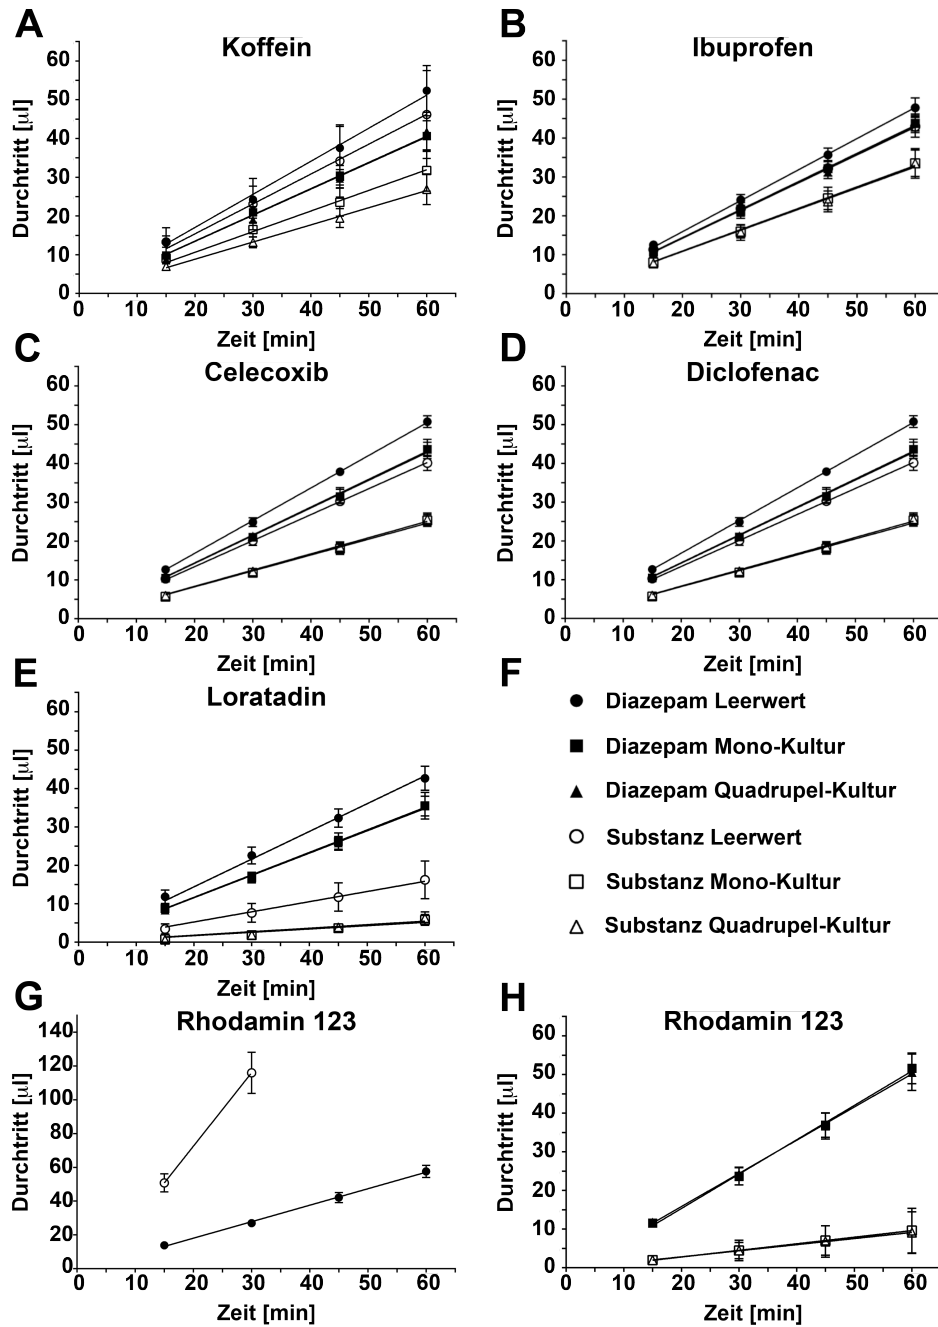 A
Koffein
Durchtritt [µl]
60
50
40
30
20
10
0
0 10 20 30 40 50 60
Zeit [min]
B
Ibuprofen
Durchtritt [µl]
60
50
40
30
20
10
0
0 10 20 30 40 50 60
Zeit [min]
C
Celecoxib
Durchtritt [µl]
60
50
40
30
20
10
0
0 10 20 30 40 50 60
Zeit [min]
D
Diclofenac
Durchtritt [µl]
60
50
40
30
20
10
0
0 10 20 30 40 50 60
Zeit [min]
E
Loratadin
Durchtritt [µl]
60
50
40
30
20
10
0
0 10 20 30 40 50 60
Zeit [min]
F
Diazepam Leerwert
Diazepam Mono-Kultur
Diazepam Quadrupel-Kultur
Substanz Leerwert
Substanz Mono-Kultur
Substanz Quadrupel-Kultur
G
Rhodamin 123
Durchtritt [µl]
140
120
100
80
60
40
20
0
0 10 20 30 40 50 60
Zeit [min]
H
Rhodamin 123
Durchtritt [µl]
60
50
40
30
20
10
0
0 10 20 30 40 50 60
Zeit [min]